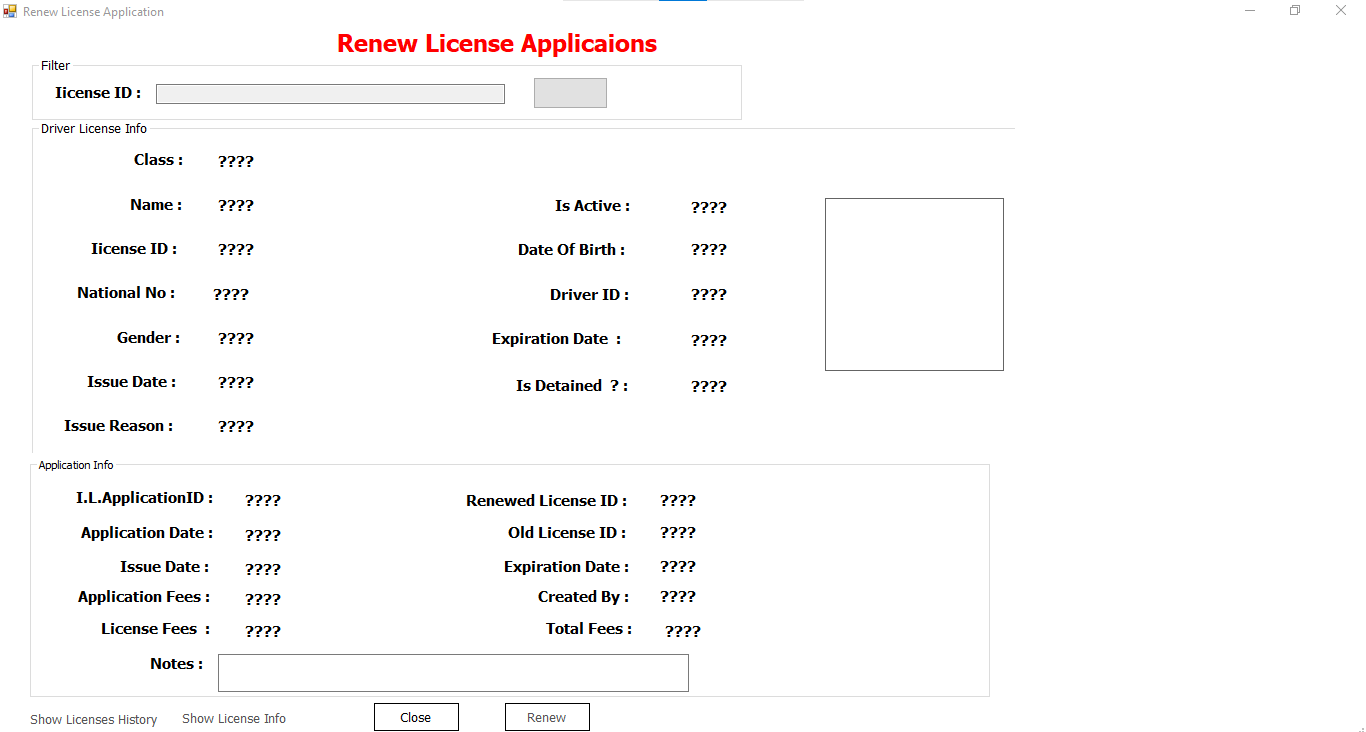 Renew License Application
Renew License Applicaions
Filter
Iicense ID :
Driver License Info
Class : ????
Name : ???? Is Active : ????
Iicense ID : ???? Date Of Birth : ????
National No : ???? Driver ID : ????
Gender : ???? Expiration Date : ????
Issue Date : ???? Is Detained ? : ????
Issue Reason : ????
Application Info
I.L.ApplicationID : ???? Renewed License ID : ????
Application Date : ???? Old License ID : ????
Issue Date : ???? Expiration Date : ????
Application Fees : ???? Created By : ????
License Fees : ???? Total Fees : ????
Notes :
Show Licenses History Show License Info Close Renew